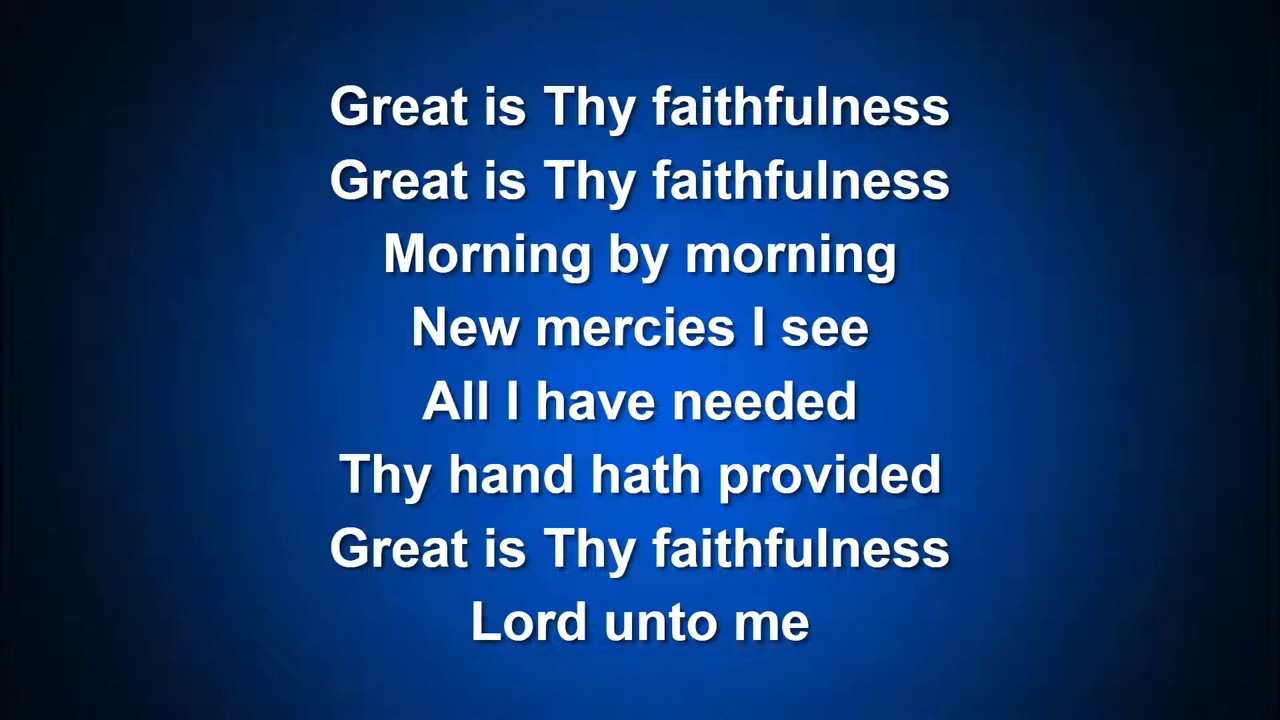 Great is Thy faithfulness
Great is Thy faithfulness
Morning by morning
New mercies I see
All I have needed
Thy hand hath provided
Great is Thy faithfulness
Lord unto me